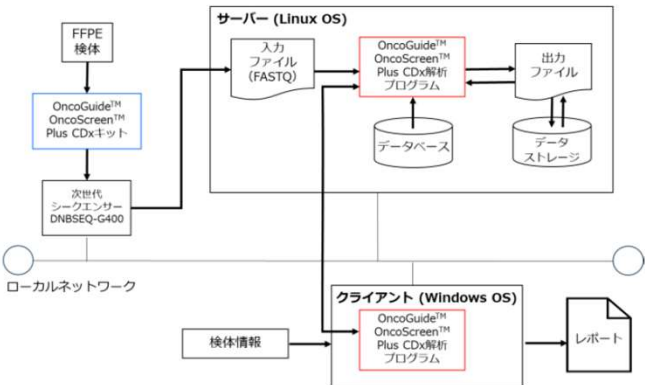 サーバー (Linux OS)
FFPE
検体
入力
ファイル
(FASTQ)
OncoGuide™
OncoScreen™
Plus CDx解析
プログラム
出力
ファイル
OncoGuide™
OncoScreen™
Plus CDxキット
データベース
データ
ストレージ
次世代
シークエンサー
DNBSEQ-G400
ローカルネットワーク
クライアント (Windows OS)
OncoGuide™
OncoScreen™
Plus CDx解析
プログラム
検体情報
レポート